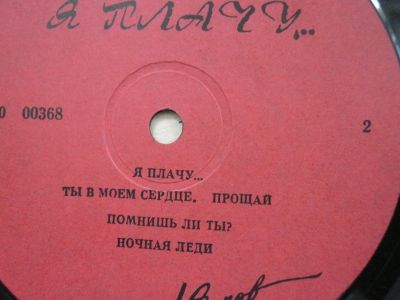 Я ПЛАЧУ...
00368
2
Я ПЛАЧУ...
ТЫ В МОЕМ СЕРДЦЕ. ПРОЩАЙ
ПОМНИШЬ ЛИ ТЫ?
НОЧНАЯ ЛЕДИ